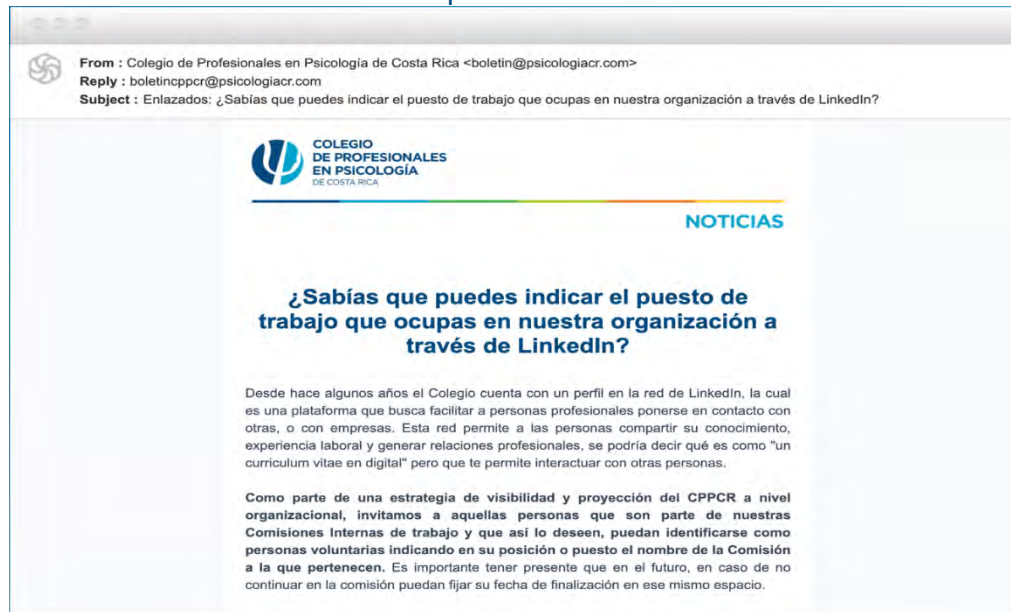 From : Colegio de Profesionales en Psicología de Costa Rica <boletin@psicologiacr.com>
Reply : boletincppcr@psicologiacr.com
Subject : Enlazados: ¿Sabías que puedes indicar el puesto de trabajo que ocupas en nuestra organización a través de LinkedIn?
COLEGIO
DE PROFESIONALES
EN PSICOLOGÍA
DE COSTA RICA
NOTICIAS
¿Sabías que puedes indicar el puesto de
trabajo que ocupas en nuestra organización a
través de LinkedIn?
Desde hace algunos años el Colegio cuenta con un perfil en la red de LinkedIn, la cual
es una plataforma que busca facilitar a personas profesionales ponerse en contacto con
otras, o con empresas. Esta red permite a las personas compartir su conocimiento,
experiencia laboral y generar relaciones profesionales, se podría decir qué es como "un
curriculum vitae en digital" pero que te permite interactuar con otras personas.
Como parte de una estrategia de visibilidad y proyección del CPPCR a nivel
organizacional, invitamos a aquellas personas que son parte de nuestras
Comisiones Internas de trabajo y que así lo deseen, puedan identificarse como
personas voluntarias indicando en su posición o puesto el nombre de la Comisión
a la que pertenecen. Es importante tener presente que en el futuro, en caso de no
continuar en la comisión puedan fijar su fecha de finalización en ese mismo espacio.